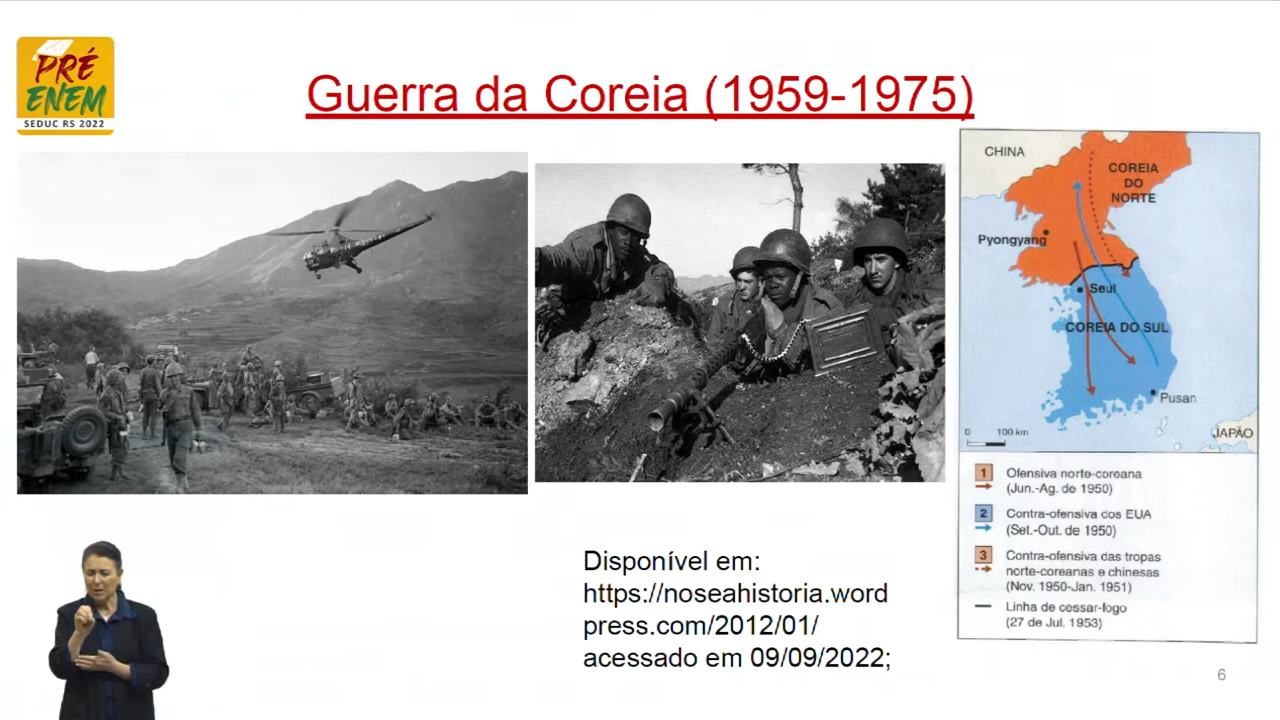 PRÉ
ENEM
SEDUC RS 2022
Guerra da Coreia (1959-1975)
CHINA
COREIA
DO
NORTE
Pyongyang
Seul
COREIA DO SUL
Pusan
0 100 km
JAPÃO
1 Ofensiva norte-coreana
(Jun.-Ag. de 1950)
2 Contra-ofensiva dos EUA
(Set.-Out. de 1950)
3 Contra-ofensiva das tropas
norte-coreanas e chinesas
(Nov. 1950-Jan. 1951)
Linha de cessar-fogo
(27 de Jul. 1953)
Disponível em:
https://noseahistoria.word
press.com/2012/01/
acessado em 09/09/2022;
6